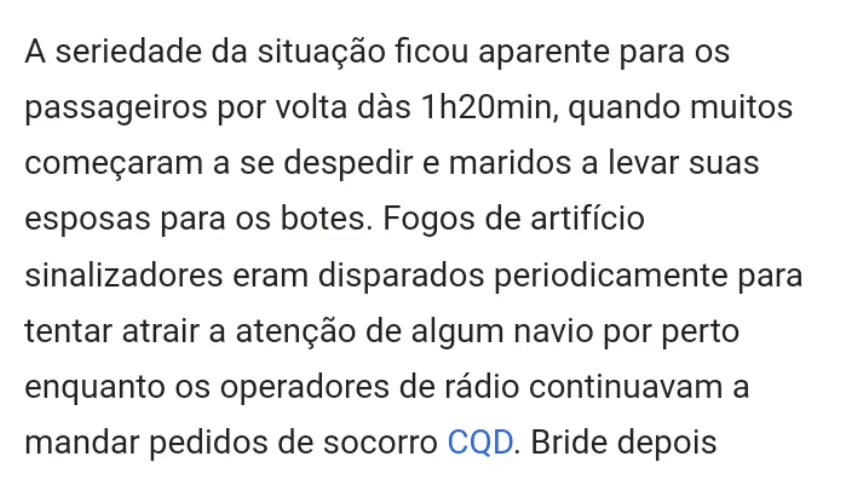 A seriedade da situação ficou aparente para os
passageiros por volta dàs 1h20min, quando muitos
começaram a se despedir e maridos a levar suas
esposas para os botes. Fogos de artifício
sinalizadores eram disparados periodicamente para
tentar atrair a atenção de algum navio por perto
enquanto os operadores de rádio continuavam a
mandar pedidos de socorro CQD. Bride depois